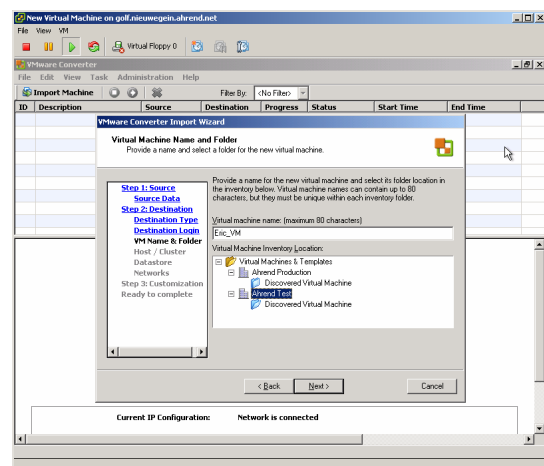 New Virtual Machine on golf.nieuwegein.ahrend.net
File View VM
Virtual Floppy 0
VMware Converter
File Edit View Task Administration Help
Import Machine
Filter By: <No Filter>
ID Description Source Destination Progress Status Start Time End Time
VMware Converter Import Wizard
Virtual Machine Name and Folder
Provide a name and select a folder for the new virtual machine.
Step 1: Source
Source Data
Step 2: Destination
Destination Type
Destination Login
VM Name & Folder
Host / Cluster
Datastore
Networks
Step 3: Customization
Ready to complete
Provide a name for the new virtual machine and select its folder location in
the inventory below. Virtual machine names can contain up to 80
characters, but they must be unique within each inventory folder.
Virtual machine name: (maximum 80 characters)
Eric_VM
Virtual Machine Inventory Location:
Virtual Machines & Templates
Ahrend Production
Discovered Virtual Machine
Ahrend Test
Discovered Virtual Machine
< Back
Next >
Cancel
Current IP Configuration: Network is connected